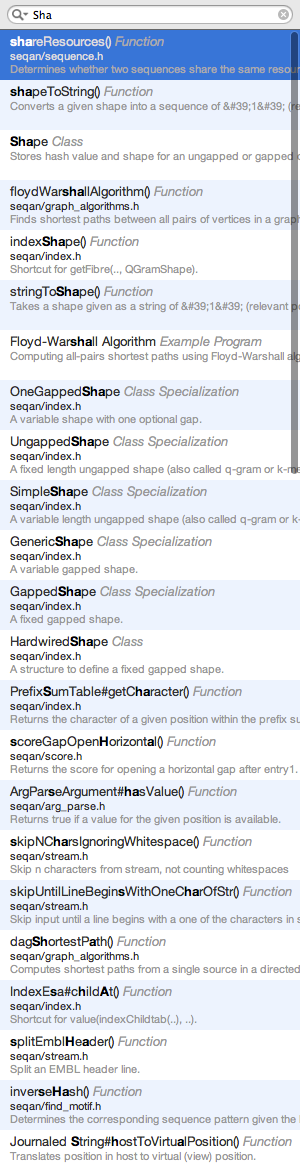 Sha
shareResources() Function
seqan/sequence.h
Determines whether two sequences share the same resour
shapeToString() Function
Converts a given shape into a sequence of &#39;1&#39; (re
Shape Class
Stores hash value and shape for an ungapped or gapped q
floydWarshallAlgorithm() Function
seqan/graph_algorithms.h
Finds shortest paths between all pairs of vertices in a graph
indexShape() Function
seqan/index.h
Shortcut for getFibre(.., QGramShape).
stringToShape() Function
seqan/index.h
Takes a shape given as a string of &#39;1&#39; (relevant po
Floyd-Warshall Algorithm Example Program
Computing all-pairs shortest paths using Floyd-Warshall alg
OneGappedShape Class Specialization
seqan/index.h
A variable shape with one optional gap.
UngappedShape Class Specialization
seqan/index.h
A fixed length ungapped shape (also called q-gram or k-me
SimpleShape Class Specialization
seqan/index.h
A variable length ungapped shape (also called q-gram or k-
GenericShape Class Specialization
seqan/index.h
A variable gapped shape.
GappedShape Class Specialization
seqan/index.h
A fixed gapped shape.
HardwiredShape Class
seqan/index.h
A structure to define a fixed gapped shape.
PrefixSumTable#getCharacter() Function
seqan/index.h
Returns the character of a given position within the prefix su
scoreGapOpenHorizontal() Function
seqan/score.h
Returns the score for opening a horizontal gap after entry1.
ArgParseArgument#hasValue() Function
seqan/arg_parse.h
Returns true if a value for the given position is available.
skipNCharsIgnoringWhitespace() Function
seqan/stream.h
Skip n characters from stream, not counting whitespaces
skipUntilLineBeginsWithOneCharOfStr() Function
seqan/stream.h
Skip input until a line begins with a one of the characters in s
dagShortestPath() Function
seqan/graph_algorithms.h
Computes shortest paths from a single source in a directed
IndexEsa#childAt() Function
seqan/index.h
Shortcut for value(indexChildtab(..), ..).
splitEmblHeader() Function
seqan/stream.h
Split an EMBL header line.
inverseHash() Function
seqan/find_motif.h
Determines the corresponding sequence pattern given the h
Journaled String#hostToVirtualPosition() Function
Translates position in host to virtual (view) position.